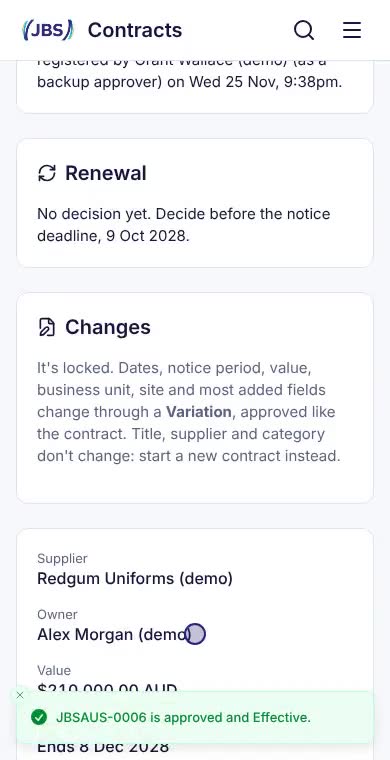 (JBS) Contracts
registered by Grant Wallace (demo) (as a
backup approver) on Wed 25 Nov, 9:38pm.
Renewal
No decision yet. Decide before the notice
deadline, 9 Oct 2028.
Changes
It's locked. Dates, notice period, value,
business unit, site and most added fields
change through a Variation, approved like
the contract. Title, supplier and category
don't change: start a new contract instead.
Supplier
Redgum Uniforms (demo)
Owner
Alex Morgan (demo)
Value
$210,000.00 AUD
JBSAUS-0006 is approved and Effective.
Ends 8 Dec 2028